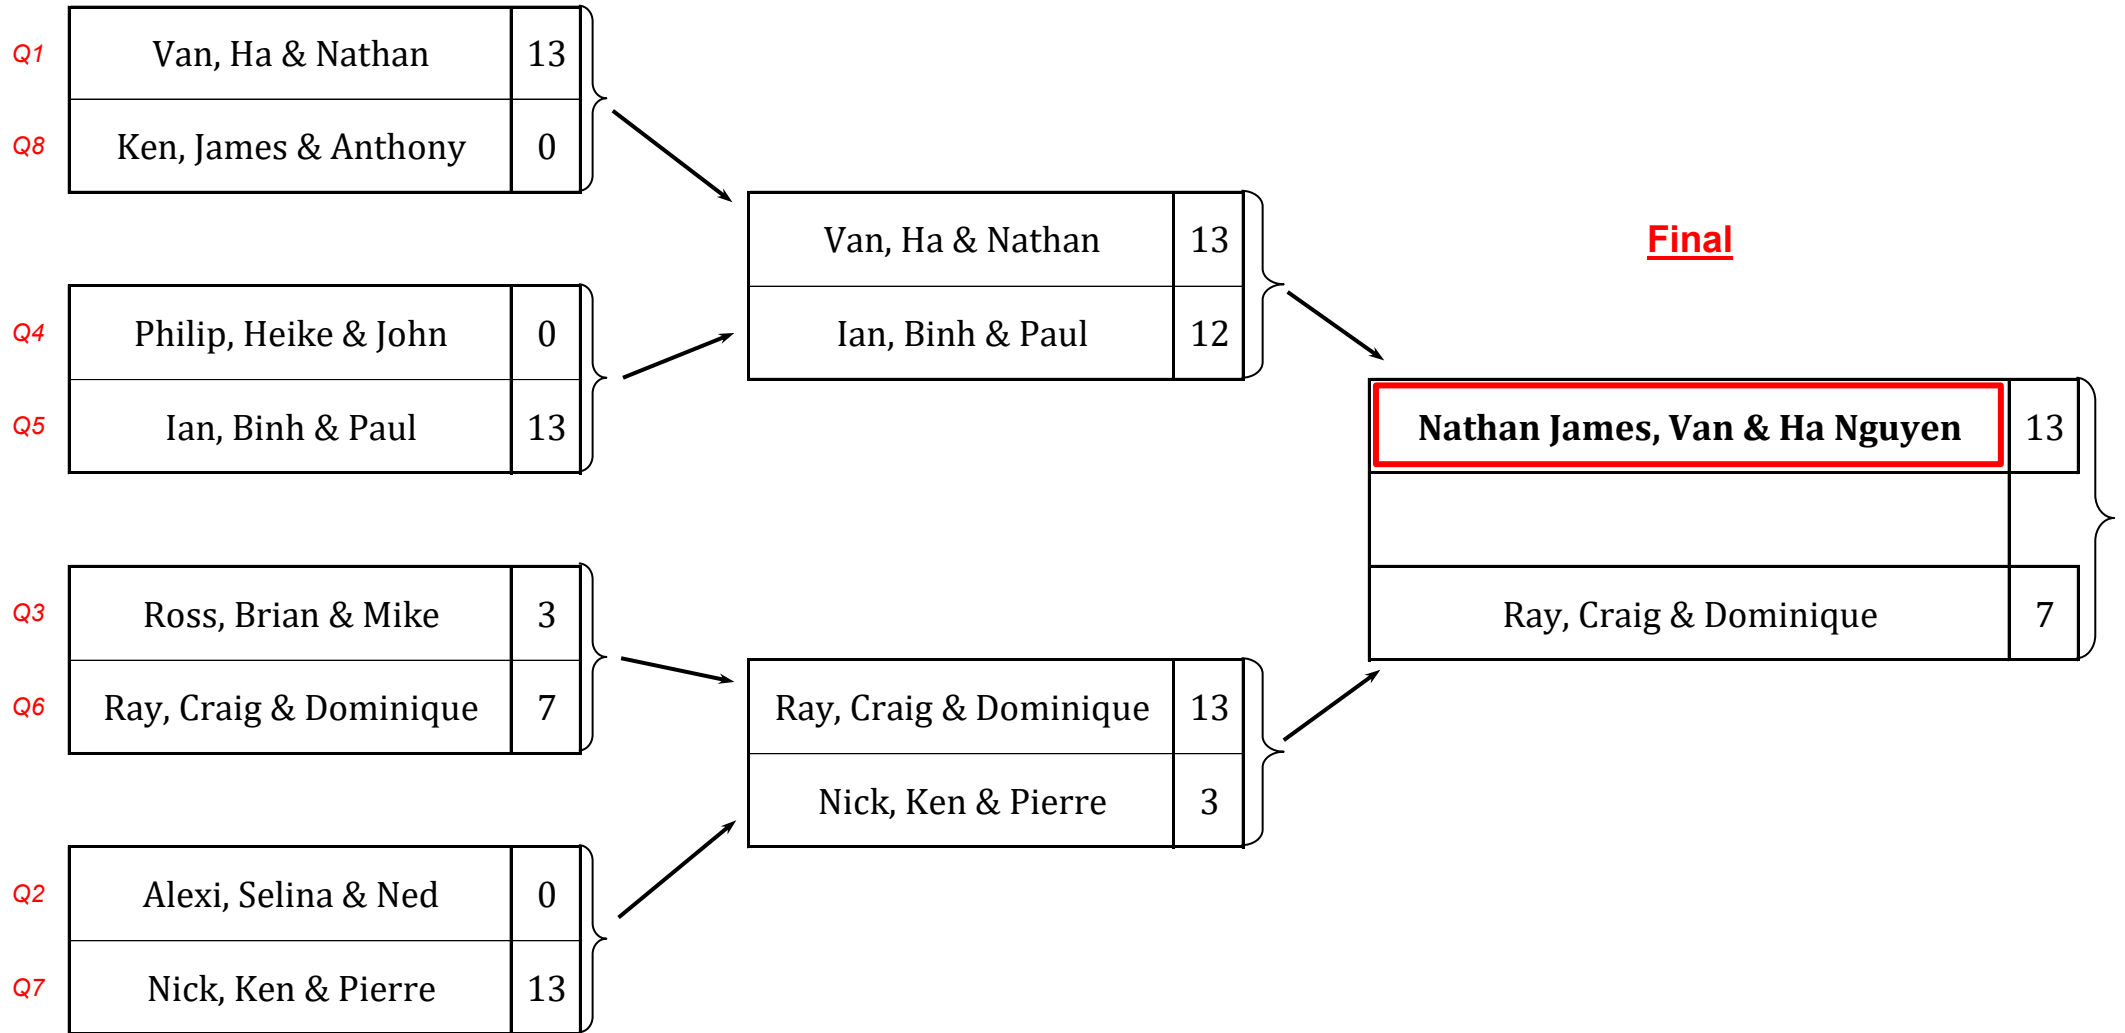 Q1 Van, Ha & Nathan 13
Q8 Ken, James & Anthony 0
Q4 Philip, Heike & John 0
Q5 Ian, Binh & Paul 13
Q3 Ross, Brian & Mike 3
Q6 Ray, Craig & Dominique 7
Q2 Alexi, Selina & Ned 0
Q7 Nick, Ken & Pierre 13
Van, Ha & Nathan 13
Ian, Binh & Paul 12
Ray, Craig & Dominique 13
Nick, Ken & Pierre 3
Final
Nathan James, Van & Ha Nguyen 13
Ray, Craig & Dominique 7